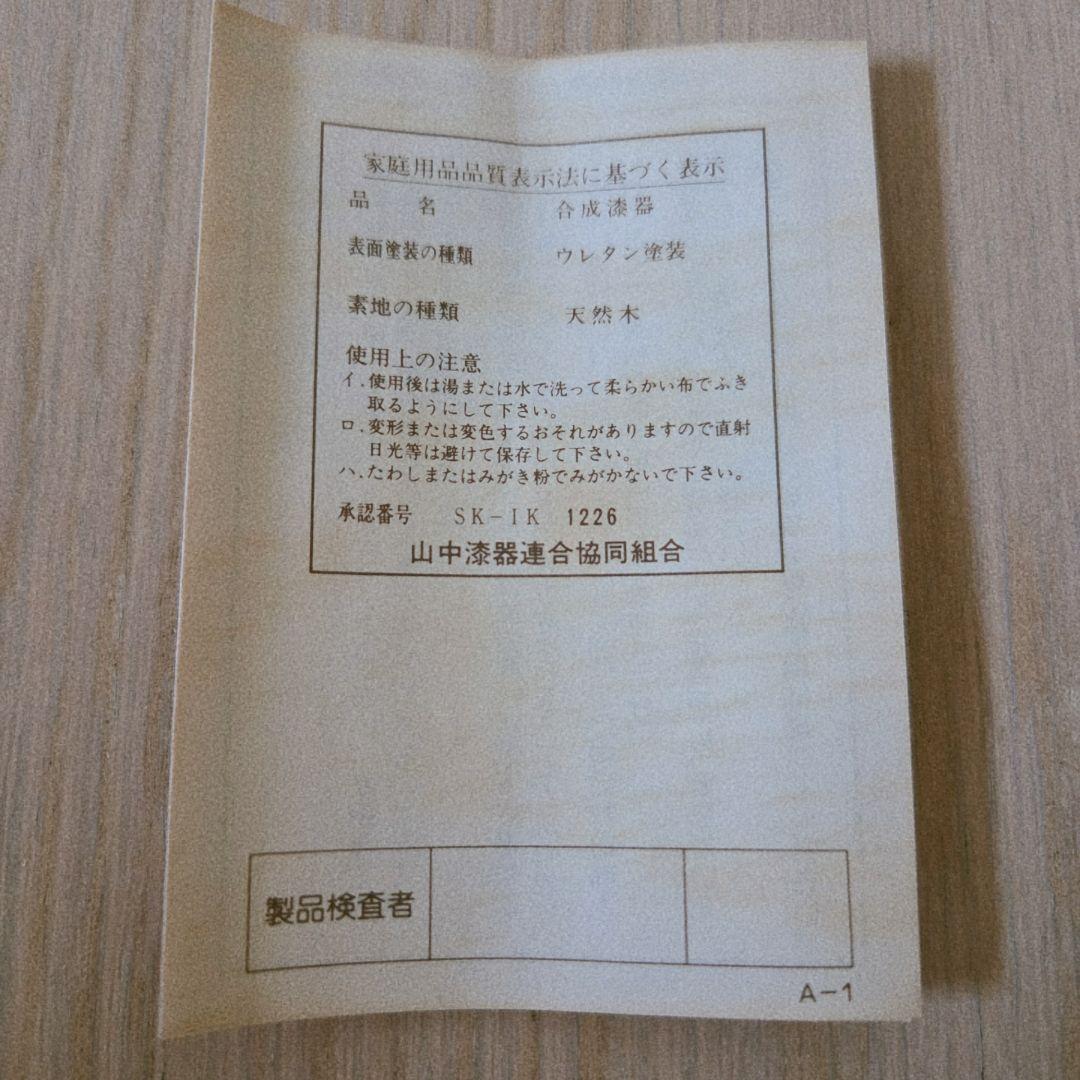 家庭用品品質表示法に基づく表示
品 名 合成漆器
表面塗装の種類 ウレタン塗装
素地の種類 天然木
使用上の注意
イ.使用後は湯または水で洗って柔らかい布でふき
取るようにして下さい。
ロ.変形または変色するおそれがありますので直射
日光等は避けて保存して下さい。
ハ.たわしまたはみがき粉でみがかないで下さい。
承認番号 SK-IK 1226
山中漆器連合協同組合
製品検査者
A-1